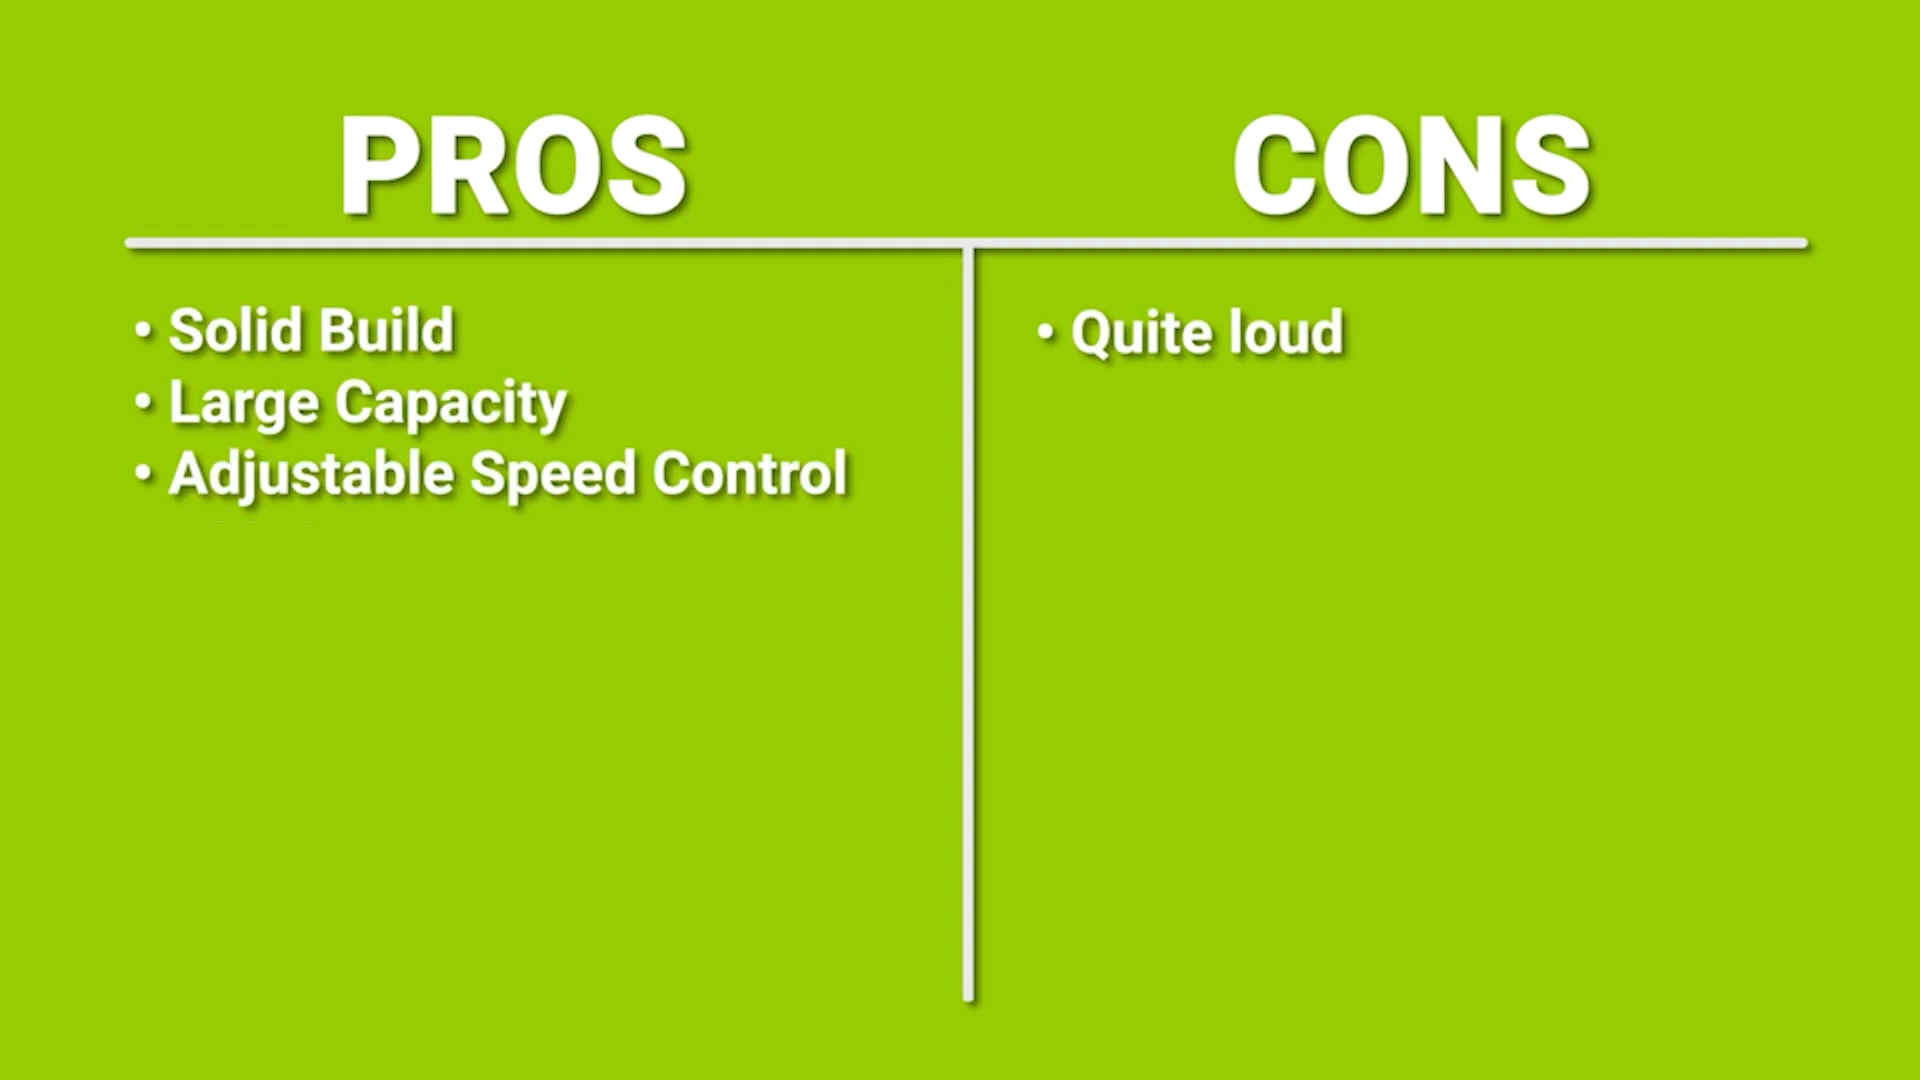 PROS
CONS
• Solid Build
• Large Capacity
• Adjustable Speed Control
• Quite loud